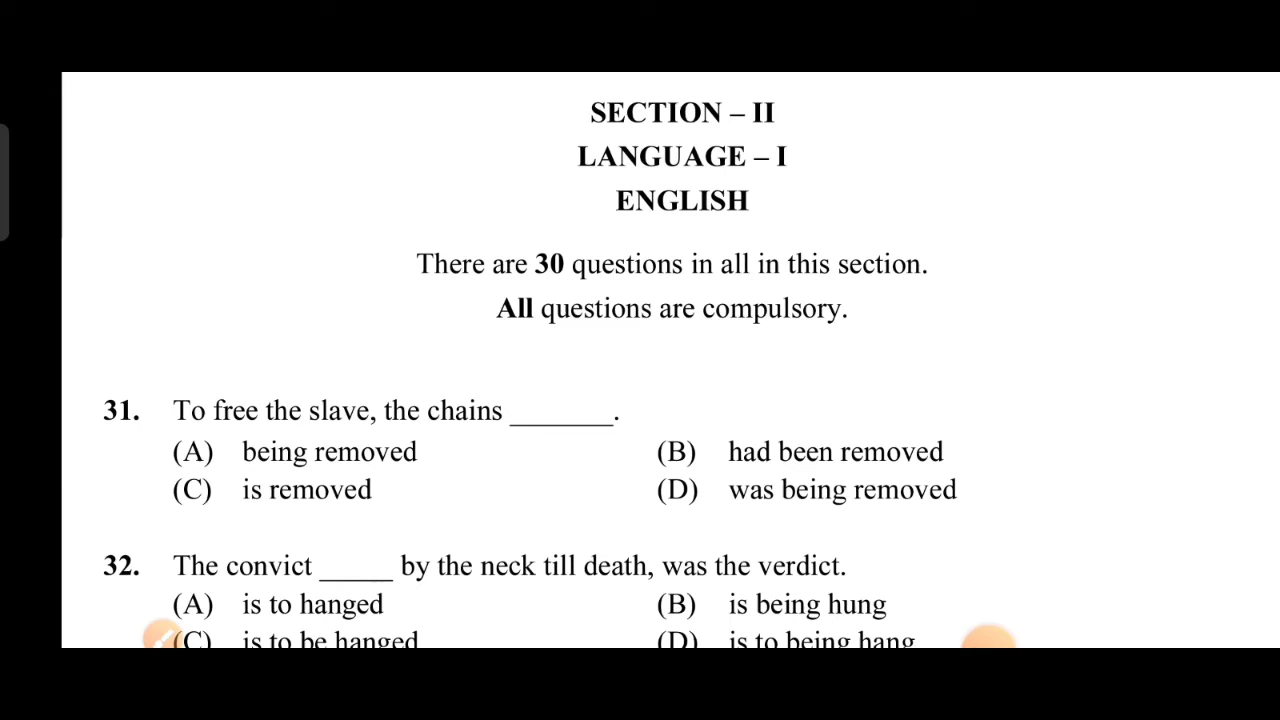 SECTION – II
LANGUAGE – I
ENGLISH
There are 30 questions in all in this section.
All questions are compulsory.
31. To free the slave, the chains _______.
(A) being removed (B) had been removed
(C) is removed (D) was being removed
32. The convict _____ by the neck till death, was the verdict.
(A) is to hanged (B) is being hung
(C) is to be hanged (D) is to being hang